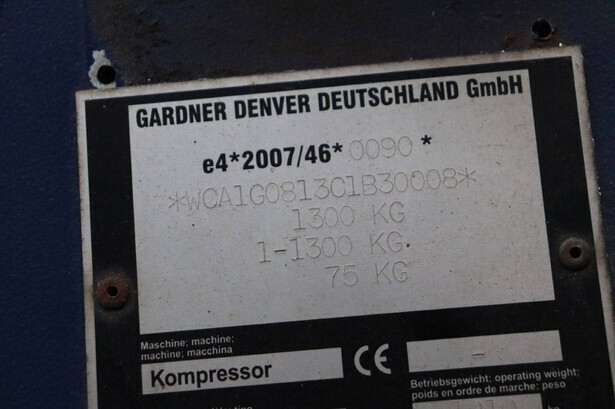 GARDNER DENVER DEUTSCHLAND GmbH
e4*2007/46*0090*
*WCA1G0813C1B30008*
1300 KG
1-1300 KG
75 KG
Maschine; machine;
machine; macchina
Kompressor
CE
-
Betriebsgewicht; operating weight;
poids en ordre de marche; peso